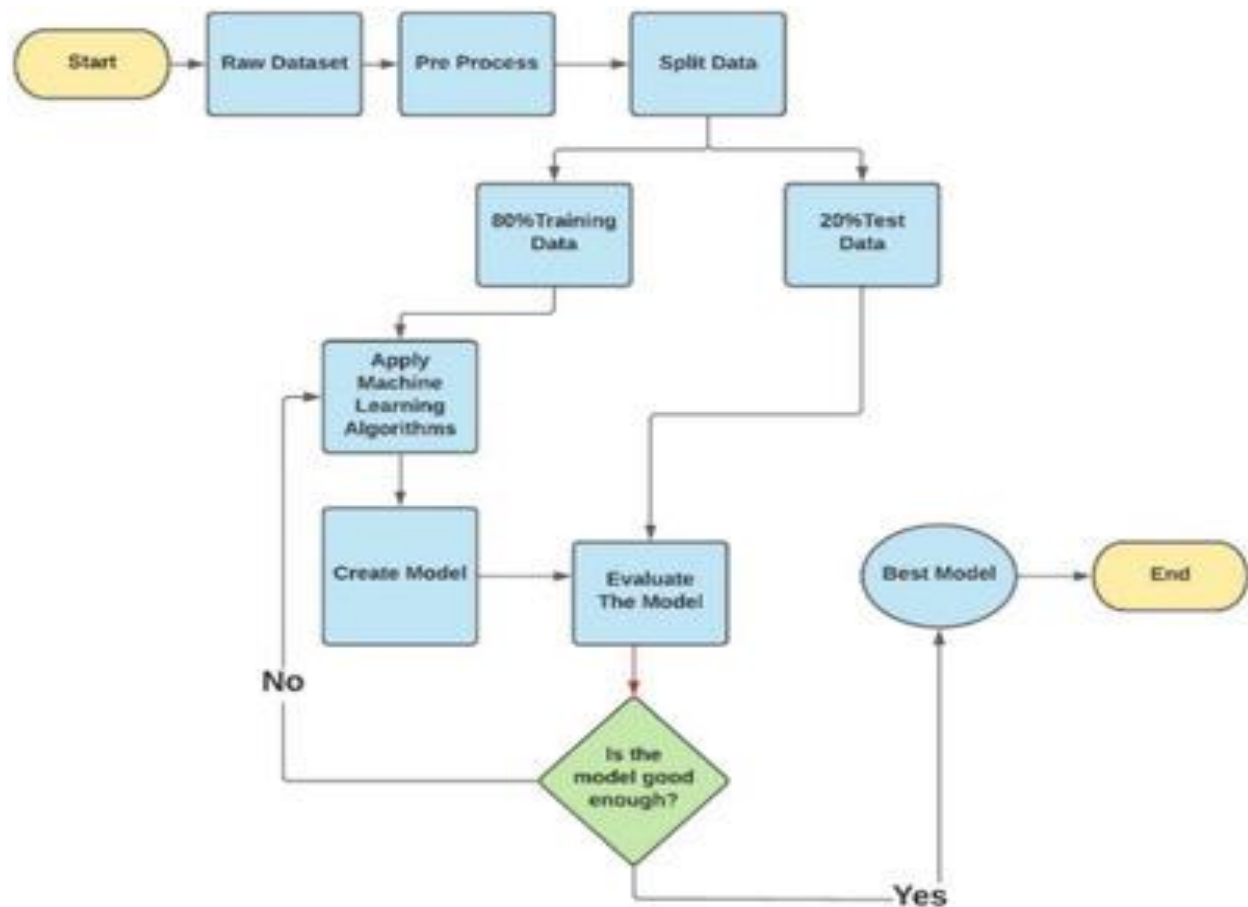 Start
Raw Dataset
Pre Process
Split Data
80%Training
Data
20%Test
Data
Apply
Machine
Learning
Algorithms
Create Model
Evaluate
The Model
Best Model
End
No
Is the
model good
enough?
Yes